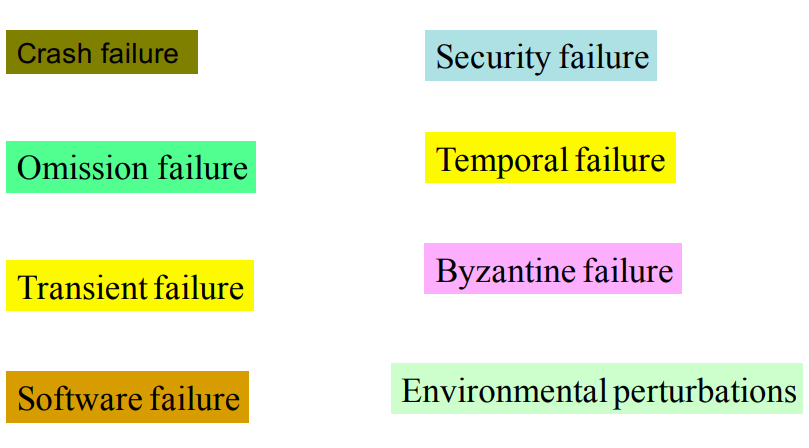 Crash failure
Omission failure
Transient failure
Software failure
Security failure
Temporal failure
Byzantine failure
Environmental perturbations